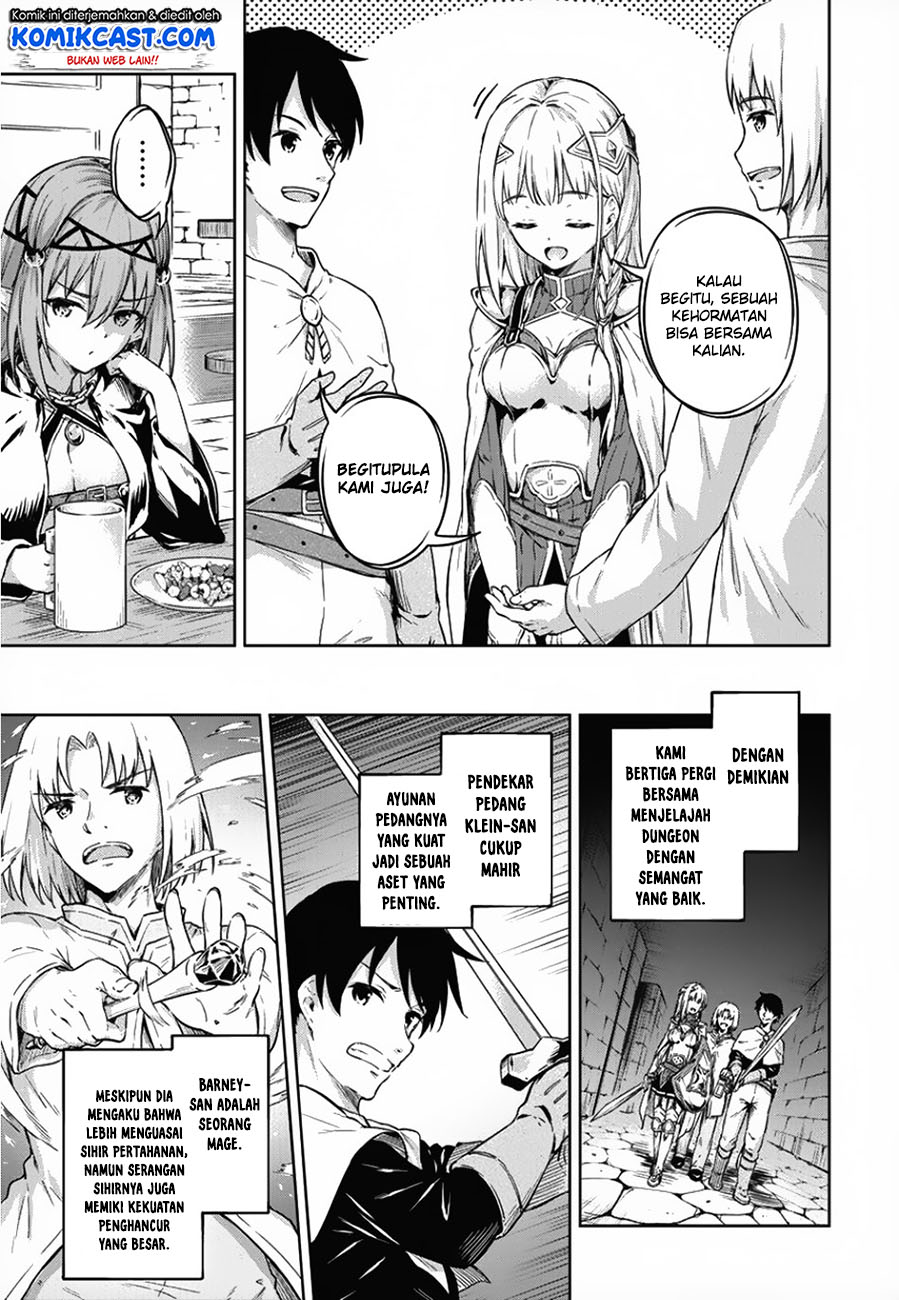 Komik ini diterjemahkan & diedit oleh
KOMIKCAST.COM
BUKAN WEB LAIN!!
KALAU
BEGITU, SEBUAH
KEHORMATAN
BISA BERSAMA
KALIAN.
BEGITUPULA
KAMI JUGA!
DENGAN
DEMIKIAN
KAMI
BERTIGA PERGI
BERSAMA
MENJELAJAH
DUNGEON
DENGAN
SEMANGAT
YANG BAIK.
PENDEKAR
PEDANG
KLEIN-SAN
CUKUP
MAHIR
AYUNAN
PEDANGNYA
YANG KUAT
JADI SEBUAH
ASET YANG
PENTING.
BARNEY-
SAN ADALAH
SEORANG
MAGE.
MESKIPUN DIA
MENGAKU BAHWA
LEBIH MENGUASAI
SIHIR PERTAHANAN,
NAMUN SERANGAN
SIHIRNYA JUGA
MEMIKI KEKUATAN
PENGHANCUR
YANG BESAR.